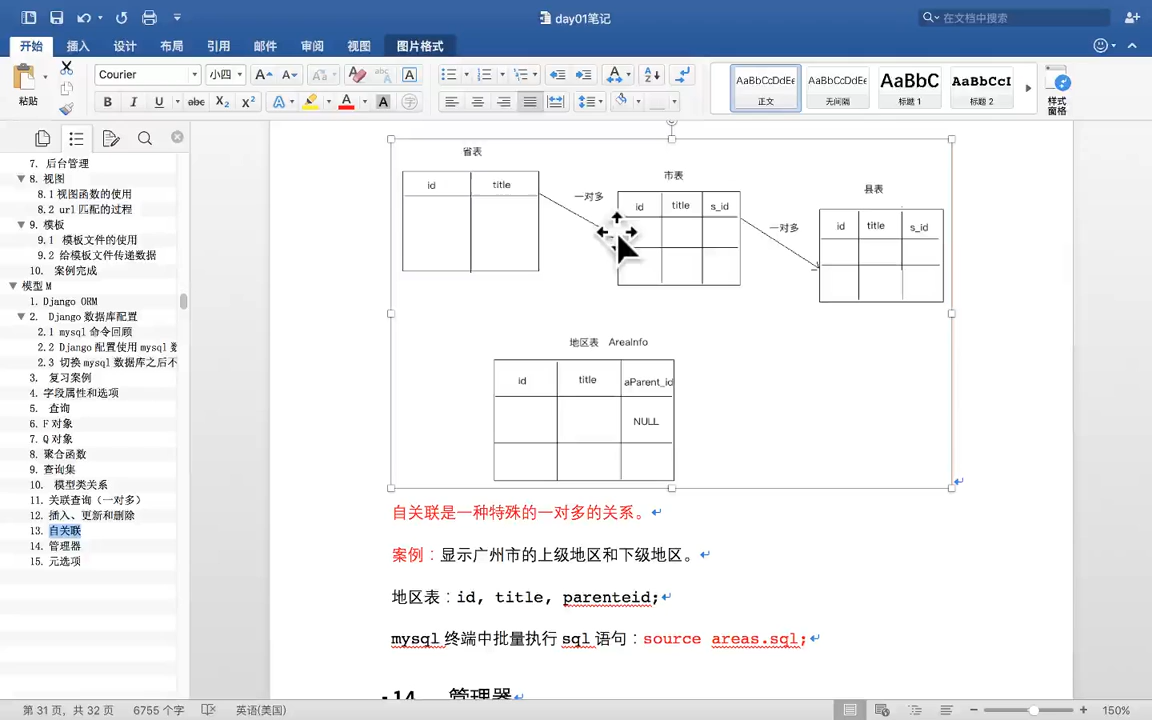 day01笔记
在文中搜索
开始 插入 设计 布局 引用 邮件 审阅 视图 图片格式
粘贴
Courier
小四
B I U abc X₂ X²
AaBbCcDdEe
正文
AaBbCcDdEe
无间隔
AaBbC
标题 1
AaBbCcI
标题 2
样式
窗格
7. 后台管理
8. 视图
8.1 视图函数的使用
8.2 url 匹配的过程
9. 模板
9.1 模板文件的使用
9.2 给模板文件传递数据
10. 案例完成
模型 M
1. Django ORM
2. Django 数据库配置
2.1 mysql 命令回顾
2.2 Django 配置使用 mysql 数
2.3 切换 mysql 数据库之后不
3. 复习案例
4. 字段属性和选项
5. 查询
6. F 对象
7. Q 对象
8. 聚合函数
9. 查询集
10. 模型类关系
11. 关联查询（一对多）
12. 插入、更新和删除
13. 自关联
14. 管理器
15. 元选项
省表
id title
一对多
市表
id title s_id
一对多
县表
id title s_id
地区表 AreaInfo
id title aParent_id
NULL
自关联是一种特殊的一对多的关系。
案例：显示广州市的上级地区和下级地区。
地区表：id, title, parenteid;
mysql 终端中批量执行 sql 语句：source areas.sql;
14. 管理器
第 31 页，共 32 页 6755 个字 英语(美国) 150%